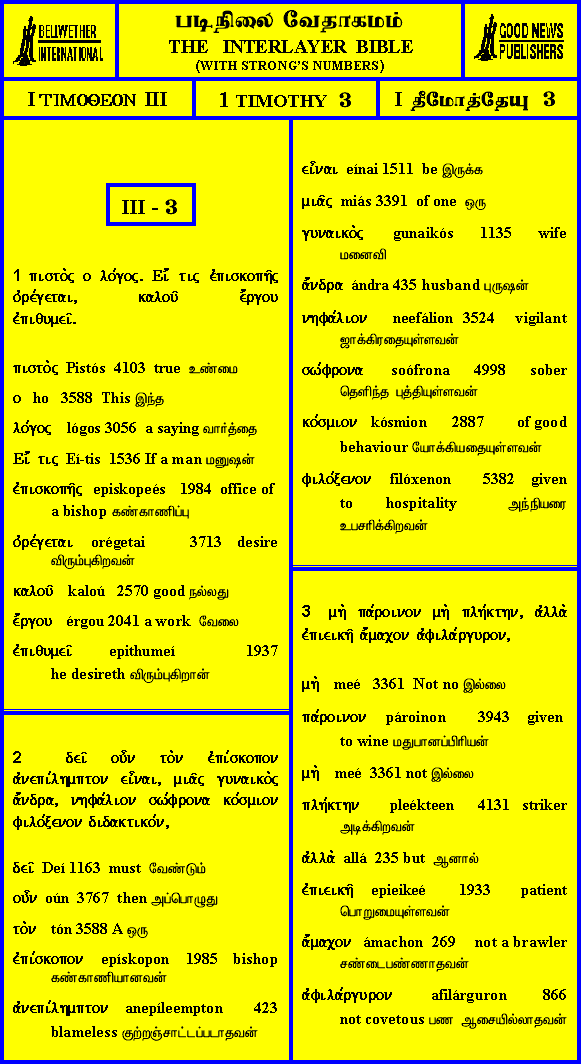 BELLWETHER
INTERNATIONAL
படிநிலை வேதாகமம்
THE INTERLAYER BIBLE
(WITH STRONG'S NUMBERS)
GOOD NEWS
PUBLISHERS
I ΤΙΜΟΘΕΟΝ III
1 TIMOTHY 3
I தீமோத்தேயு 3
III - 3
1 πιστὸς ο λόγος. Εἴ τις ἐπισκοπῆς
ὀρέγεται, καλοῦ ἔργου
ἐπιθυμεῖ.
πιστὸς Pistós 4103 true உண்மை
ο ho 3588 This இந்த
λόγος lógos 3056 a saying வார்த்தை
Εἴ τις Eí-tis 1536 If a man மனுஷன்
ἐπισκοπῆς episkopeés 1984 office of
a bishop கண்காணிப்பு
ὀρέγεται orégetai 3713 desire
விரும்புகிறவன்
καλοῦ kaloú 2570 good நல்லது
ἔργου érgou 2041 a work வேலை
ἐπιθυμεῖ epithumeí 1937
he desireth விரும்புகிறான்
2 δεῖ οὖν τὸν ἐπίσκοπον
ἀνεπίλημπτον εἶναι, μιᾶς γυναικὸς
ἄνδρα, νηφάλιον σώφρονα κόσμιον
φιλόξενον διδακτικόν,
δεῖ Deí 1163 must வேண்டும்
οὖν oún 3767 then அப்பொழுது
τὸν tón 3588 A ஒரு
ἐπίσκοπον epískopon 1985 bishop
கண்காணியானவன்
ἀνεπίλημπτον anepíleempton 423
blameless குற்றஞ்சாட்டப்படாதவன்
εἶναι eínai 1511 be இருக்க
μιᾶς miás 3391 of one ஒரு
γυναικὸς gunaikós 1135 wife
மனைவி
ἄνδρα ándra 435 husband புருஷன்
νηφάλιον neefálion 3524 vigilant
ஜாக்கிரதையுள்ளவன்
σώφρονα soófrona 4998 sober
தெளிந்த புத்தியுள்ளவன்
κόσμιον kósmion 2887 of good
behaviour யோக்கியதையுள்ளவன்
φιλόξενον filóxenon 5382 given
to hospitality அந்நியரை
உபசரிக்கிறவன்
3 μὴ πάροινον μὴ πλήκτην, ἀλλὰ
ἐπιεικῆ ἄμαχον ἀφιλάργυρον,
μὴ meé 3361 Not no இல்லை
πάροινον pároinon 3943 given
to wine மதுபானப்பிரியன்
μὴ meé 3361 not இல்லை
πλήκτην pleékteen 4131 striker
அடிக்கிறவன்
ἀλλὰ allá 235 but ஆனால்
ἐπιεικῆ epieikeé 1933 patient
பொறுமையுள்ளவன்
ἄμαχον ámachon 269 not a brawler
சண்டைபண்ணாதவன்
ἀφιλάργυρον afilárguron 866
not covetous பண ஆசையில்லாதவன்